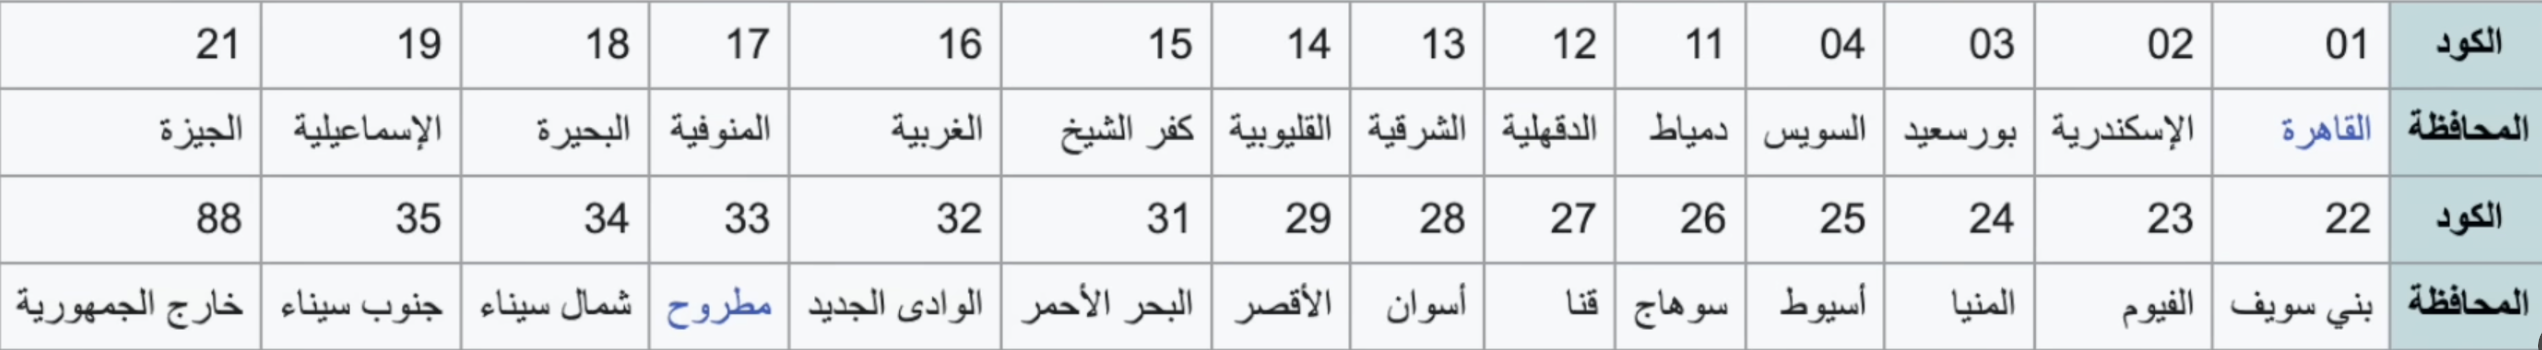 الكود 01 02 03 04 11 12 13 14 15 16 17 18 19 21
المحافظة القاهرة الإسكندرية بورسعيد السويس دمياط الدقهلية الشرقية القليوبية كفر الشيخ الغربية المنوفية البحيرة الإسماعيلية الجيزة
الكود 22 23 24 25 26 27 28 29 31 32 33 34 35 88
المحافظة بني سويف الفيوم المنيا أسيوط سوهاج قنا أسوان الأقصر البحر الأحمر الوادى الجديد مطروح شمال سيناء جنوب سيناء خارج الجمهورية